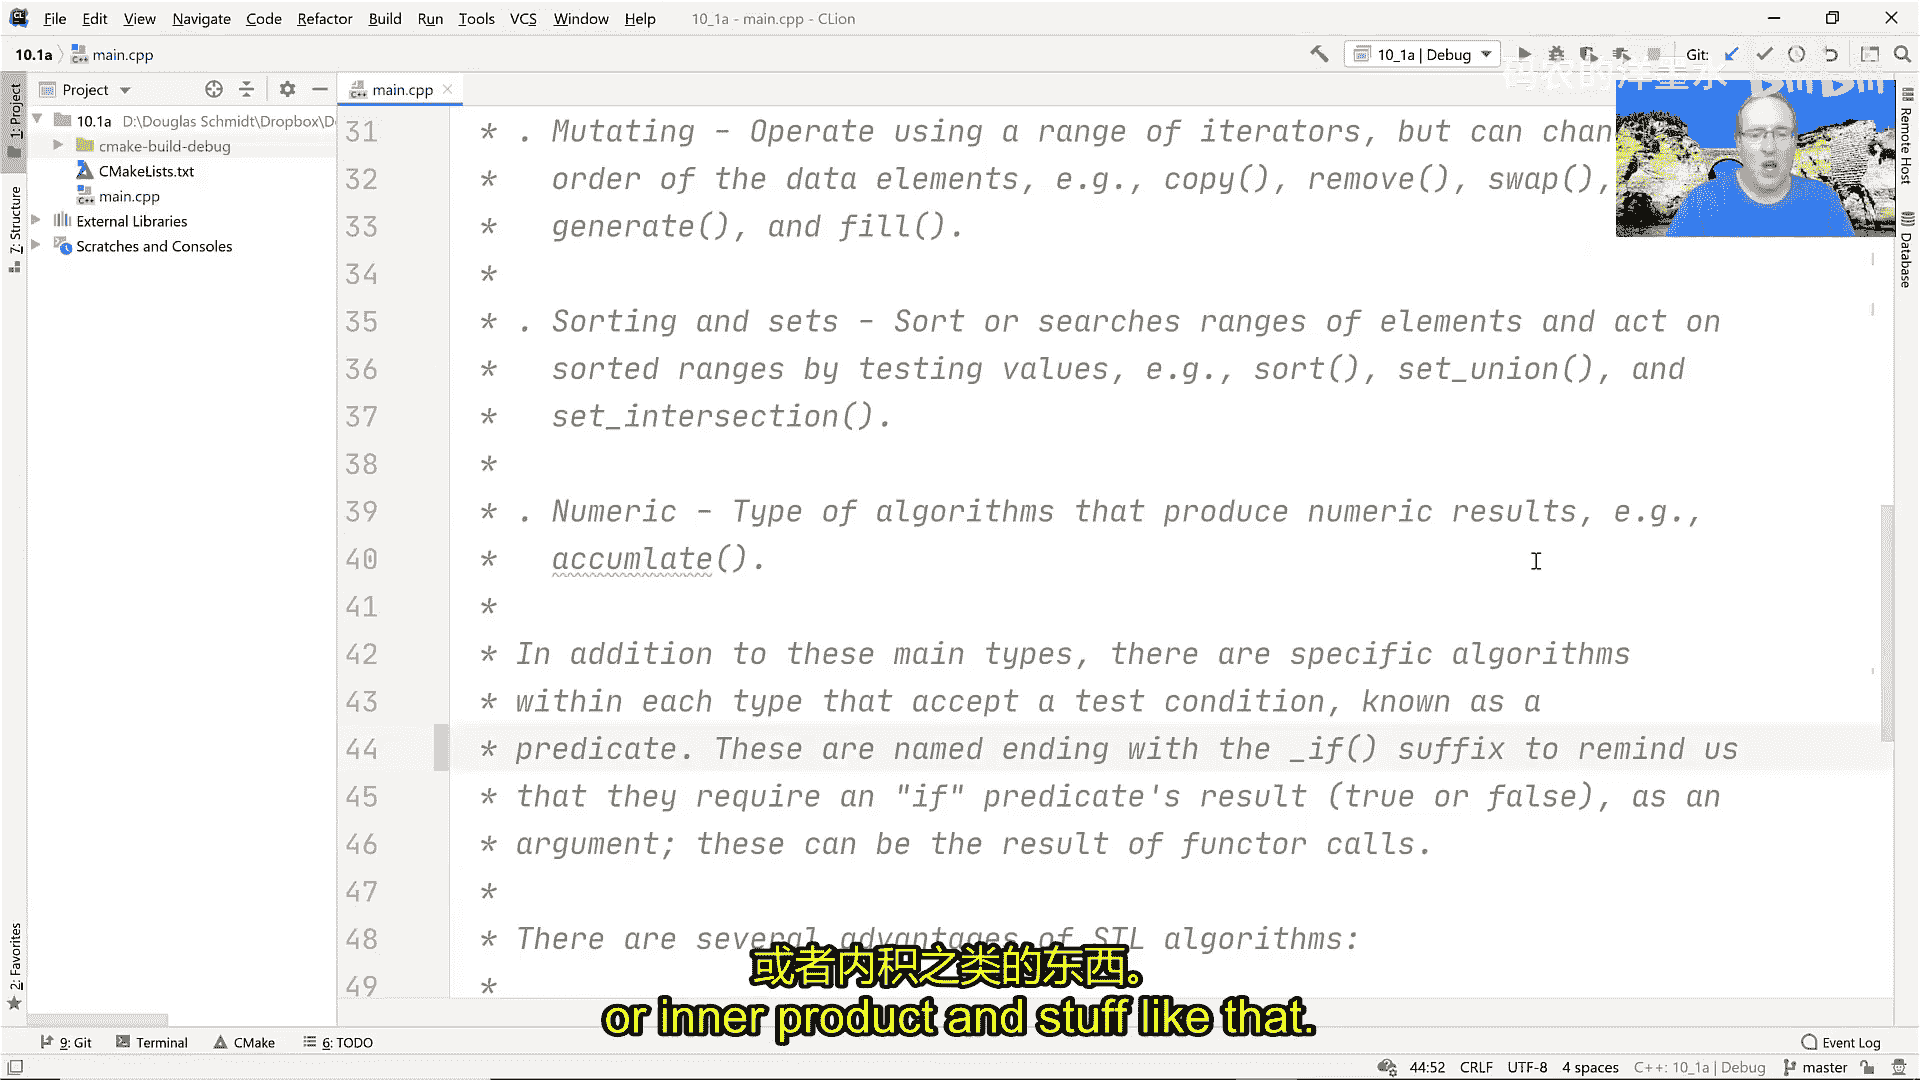 File Edit View Navigate Code Refactor Build Run Tools VCS Window Help 10_1a - main.cpp - CLion
10.1a main.cpp 10_1a | Debug Git:
Project main.cpp
1: Project
7: Structure
2: Favorites
Remote Host
Database
10.1a D:\Douglas Schmidt\Dropbox\D
cmake-build-debug
CMakeLists.txt
main.cpp
External Libraries
Scratches and Consoles
31 * . Mutating - Operate using a range of iterators, but can chan
32 * order of the data elements, e.g., copy(), remove(), swap(),
33 * generate(), and fill().
34 *
35 * . Sorting and sets - Sort or searches ranges of elements and act on
36 * sorted ranges by testing values, e.g., sort(), set_union(), and
37 * set_intersection().
38 *
39 * . Numeric - Type of algorithms that produce numeric results, e.g.,
40 * accumlate().
41 *
42 * In addition to these main types, there are specific algorithms
43 * within each type that accept a test condition, known as a
44 * predicate. These are named ending with the _if() suffix to remind us
45 * that they require an "if" predicate's result (true or false), as an
46 * argument; these can be the result of functor calls.
47 *
48 * There are several advantages of STL algorithms:
49 *
或者内积之类的东西。
or inner product and stuff like that.
9: Git Terminal CMake 6: TODO Event Log
44:52 CRLF UTF-8 4 spaces C++: 10_1a | Debug master